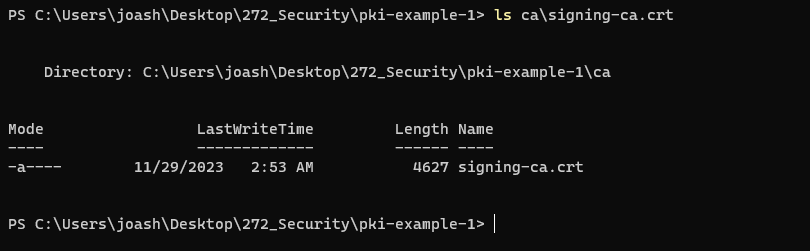 PS C:\Users\joash\Desktop\272_Security\pki-example-1> ls ca\signing-ca.crt
Directory: C:\Users\joash\Desktop\272_Security\pki-example-1\ca
Mode                 LastWriteTime         Length Name
----                 -------------         ------ ----
-a----        11/29/2023   2:53 AM           4627 signing-ca.crt
PS C:\Users\joash\Desktop\272_Security\pki-example-1>